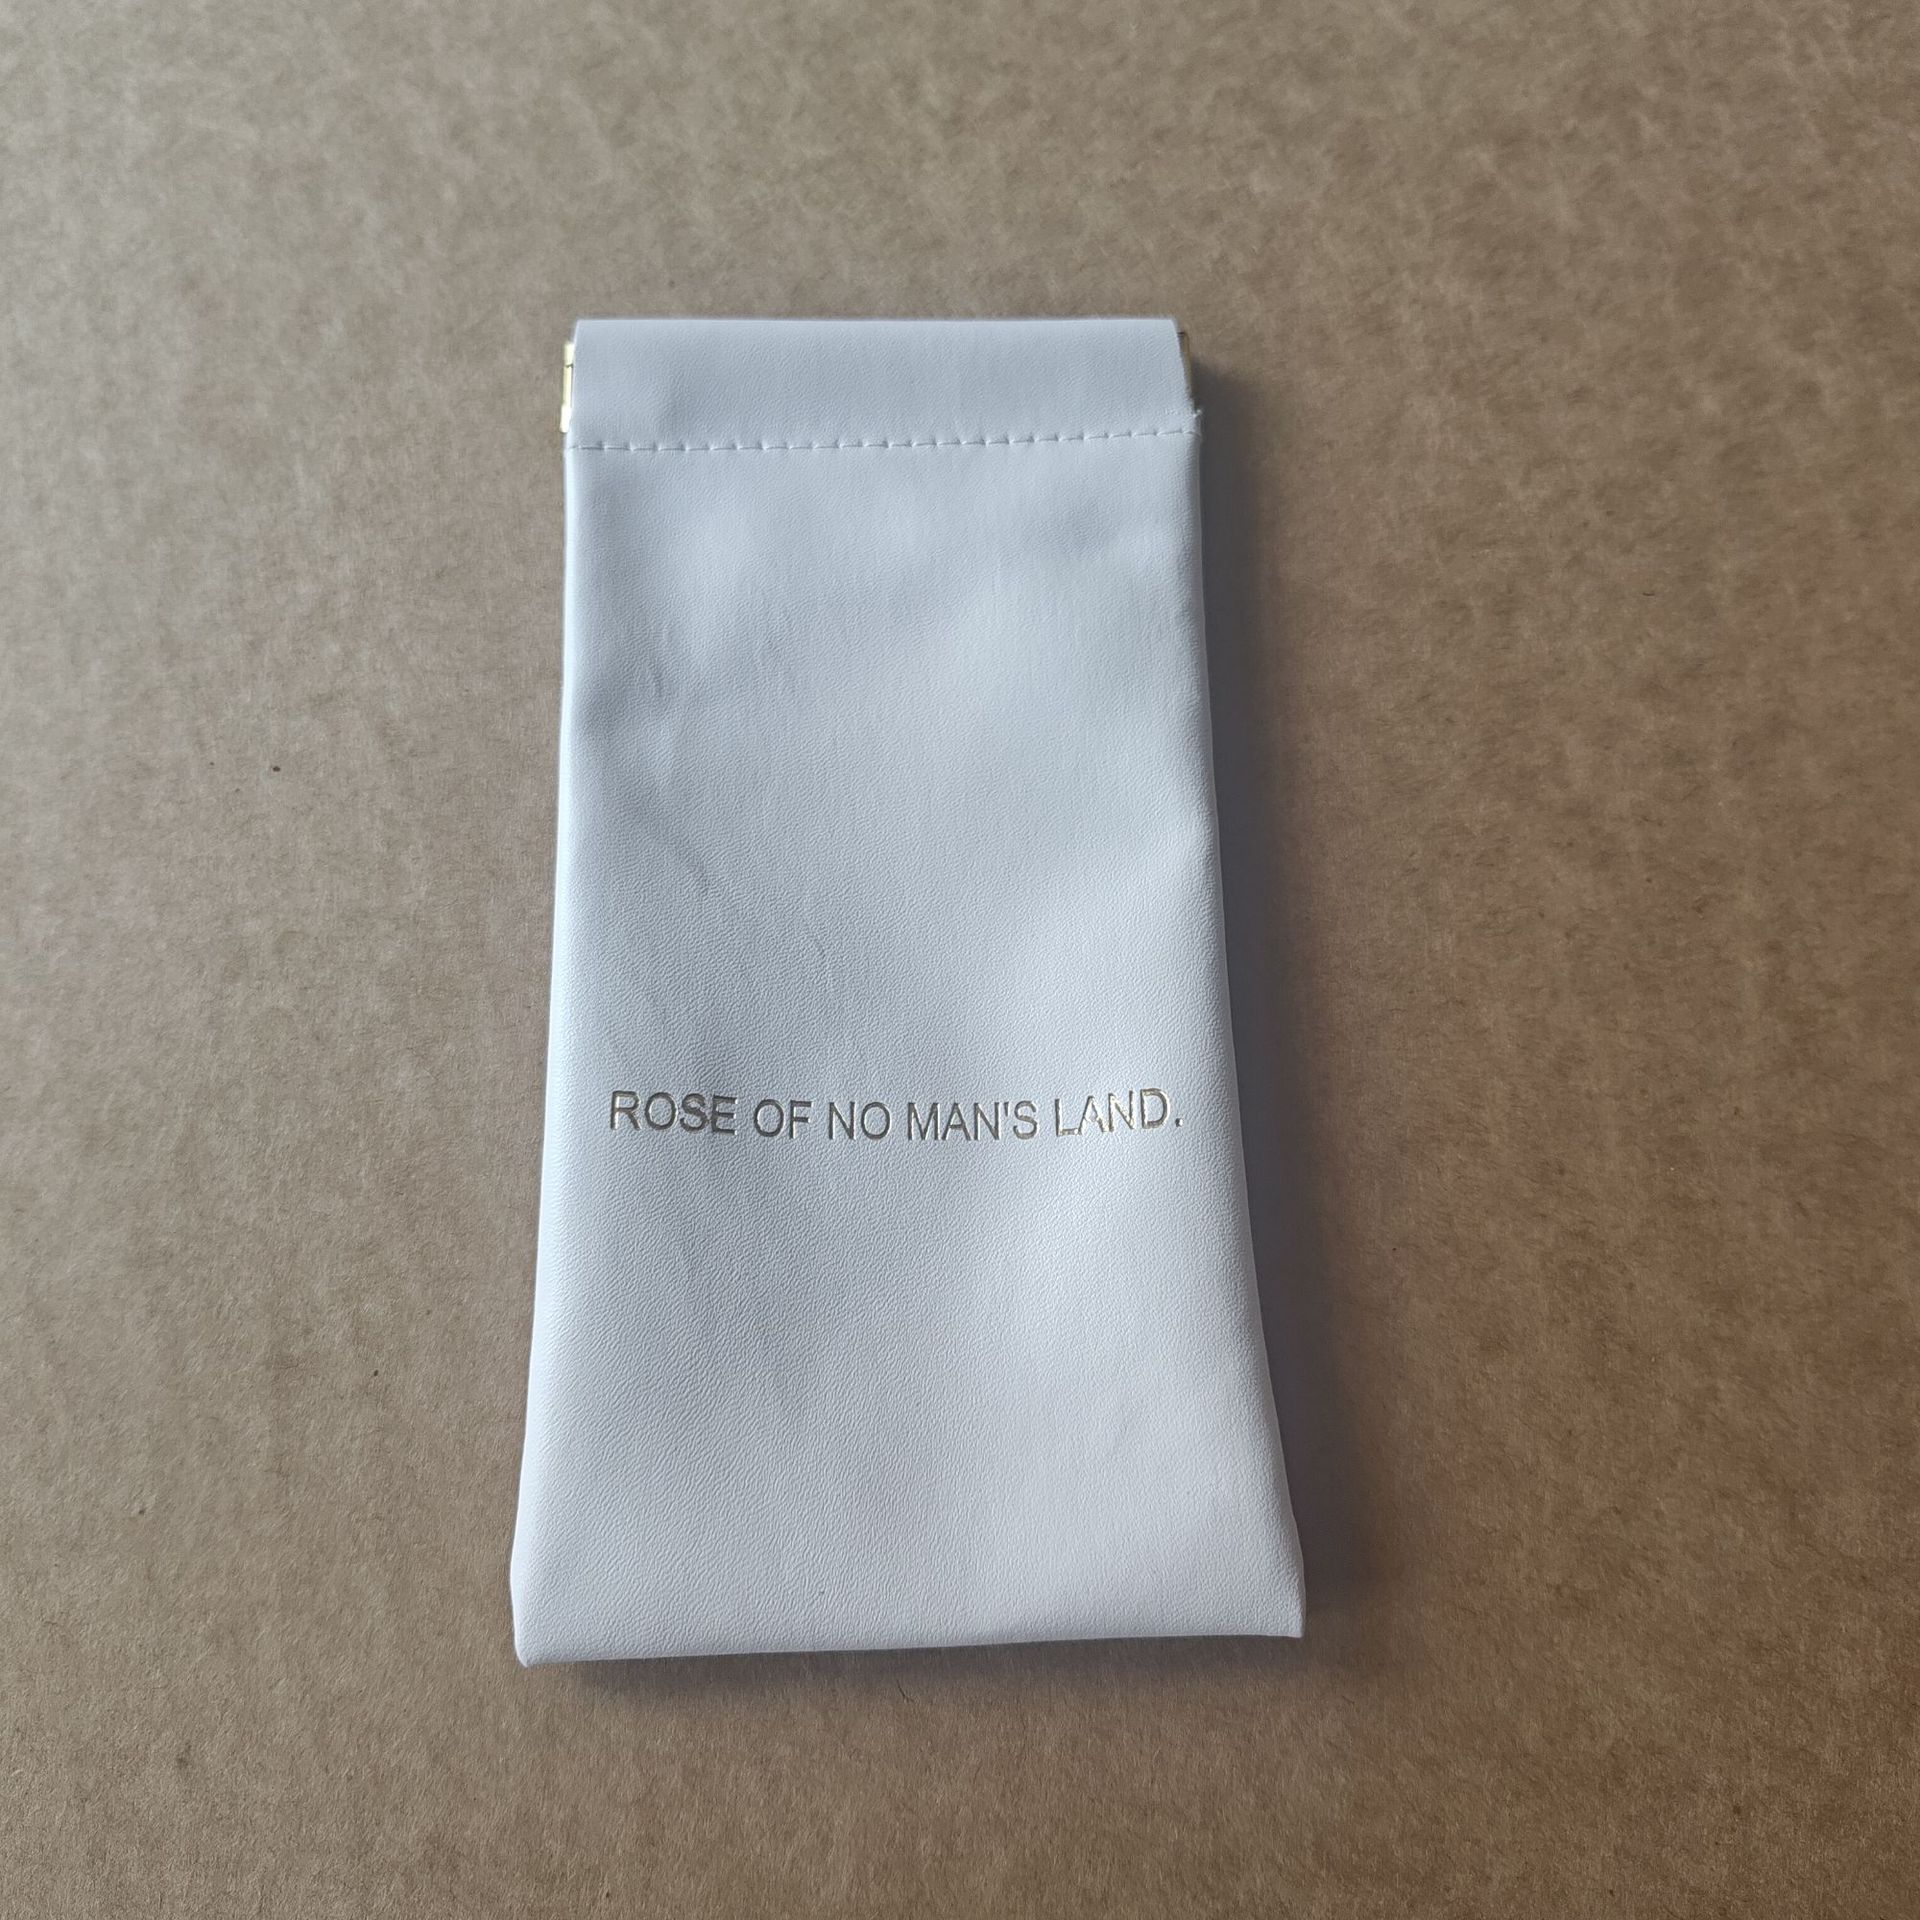 ROSE OF NO MAN'S LAND.